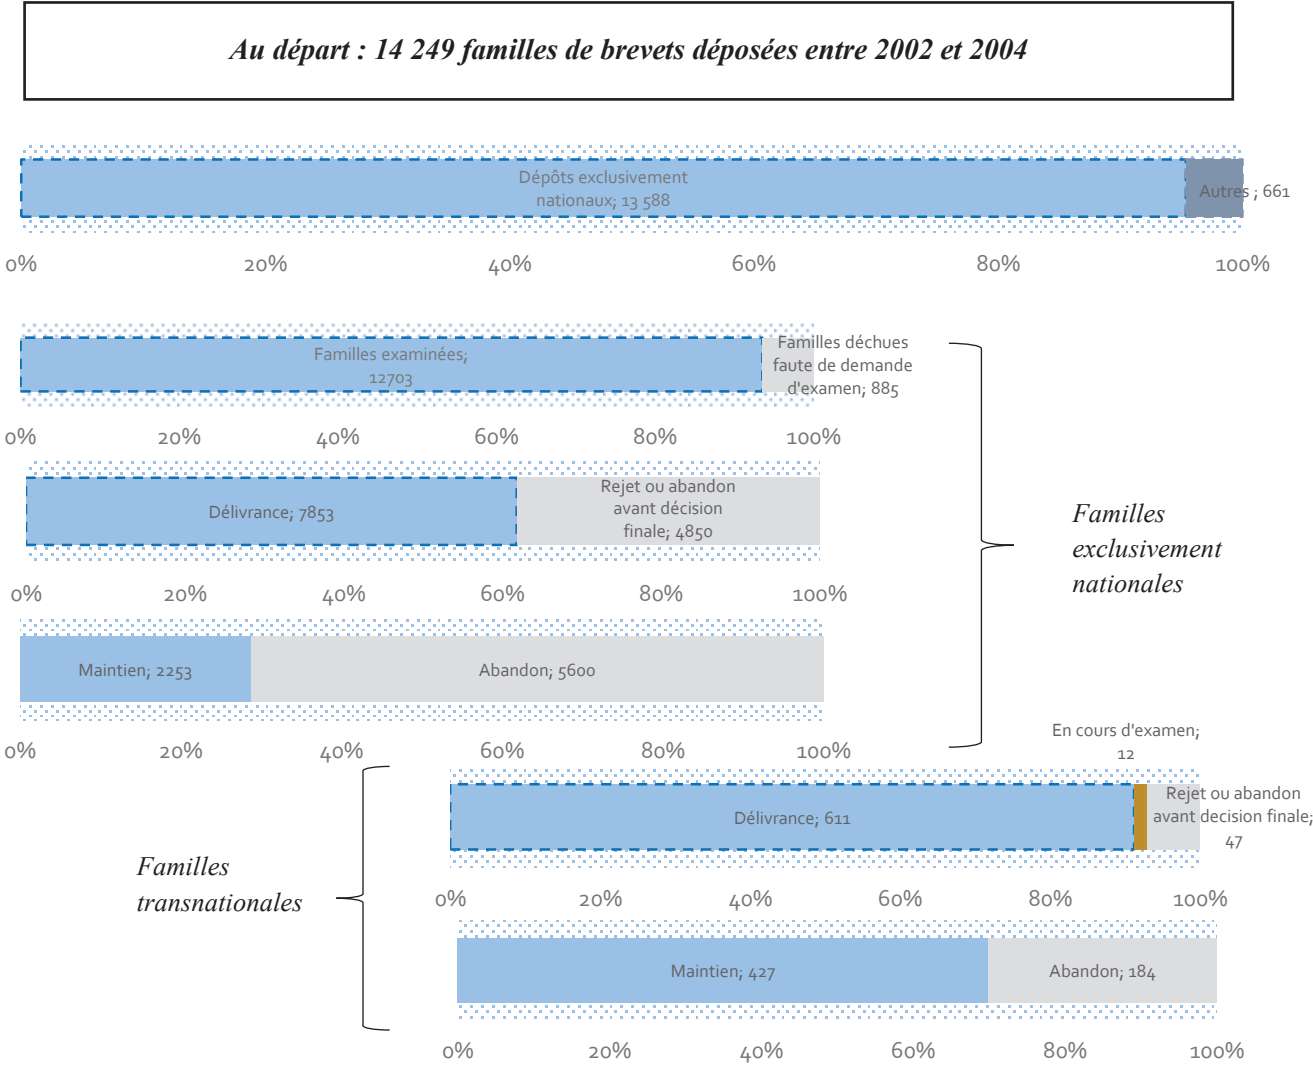 Au départ : 14 249 familles de brevets déposées entre 2002 et 2004
Dépôts exclusivement
nationaux; 13 588
Autres ; 661
0% 20% 40% 60% 80% 100%
Familles examinées;
12703
Familles déchues
faute de demande
d'examen; 885
0% 20% 40% 60% 80% 100%
Délivrance; 7853
Rejet ou abandon
avant décision
finale; 4850
0% 20% 40% 60% 80% 100%
Maintien; 2253
Abandon; 5600
0% 20% 40% 60% 80% 100%
Familles
exclusivement
nationales
En cours d'examen;
12
Délivrance; 611
Rejet ou abandon
avant decision finale;
47
0% 20% 40% 60% 80% 100%
Familles
transnationales
Maintien; 427
Abandon; 184
0% 20% 40% 60% 80% 100%